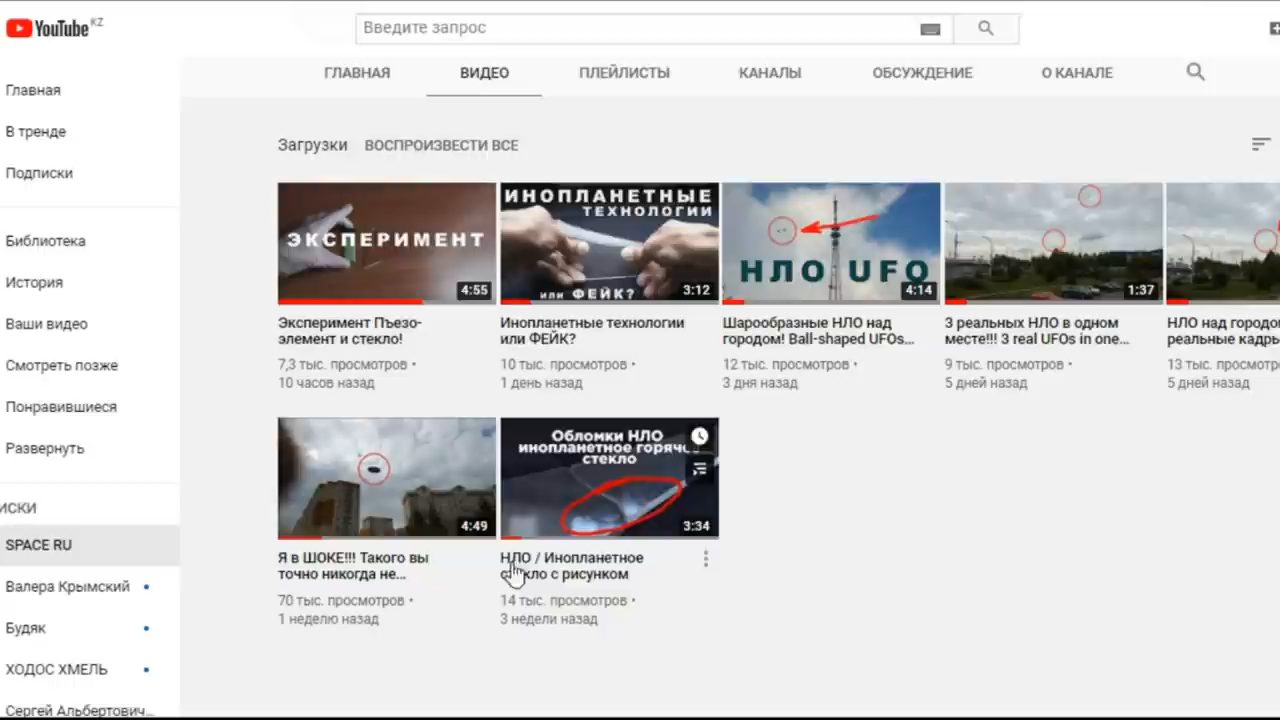 YouTube KZ
Введите запрос
ГЛАВНАЯ ВИДЕО ПЛЕЙЛИСТЫ КАНАЛЫ ОБСУЖДЕНИЕ О КАНАЛЕ
Главная
В тренде
Подписки
Библиотека
История
Ваши видео
Смотреть позже
Понравившиеся
Развернуть
ИСКИ
SPACE RU
Валера Крымский
Будяк
ХОДОС ХМЕЛЬ
Сергей Альбертович...
Загрузки ВОСПРОИЗВЕСТИ ВСЕ
ЭКСПЕРИМЕНТ
4:55
Эксперимент Пъезо-
элемент и стекло!
7,3 тыс. просмотров •
10 часов назад
ИНОПЛАНЕТНЫЕ
ТЕХНОЛОГИИ
или ФЕЙК?
3:12
Инопланетные технологии
или ФЕЙК?
10 тыс. просмотров •
1 день назад
НЛО UFO
4:14
Шарообразные НЛО над
городом! Ball-shaped UFOs...
12 тыс. просмотров •
3 дня назад
1:37
3 реальных НЛО в одном
месте!!! 3 real UFOs in one...
9 тыс. просмотров •
5 дней назад
НЛО над городо
реальные кадры
13 тыс. просмотр
5 дней назад
4:49
Я в ШОКЕ!!! Такого вы
точно никогда не...
70 тыс. просмотров •
1 неделю назад
Обломки НЛО
инопланетное горяче
стекло
3:34
НЛО / Инопланетное
стекло с рисунком
14 тыс. просмотров •
3 недели назад